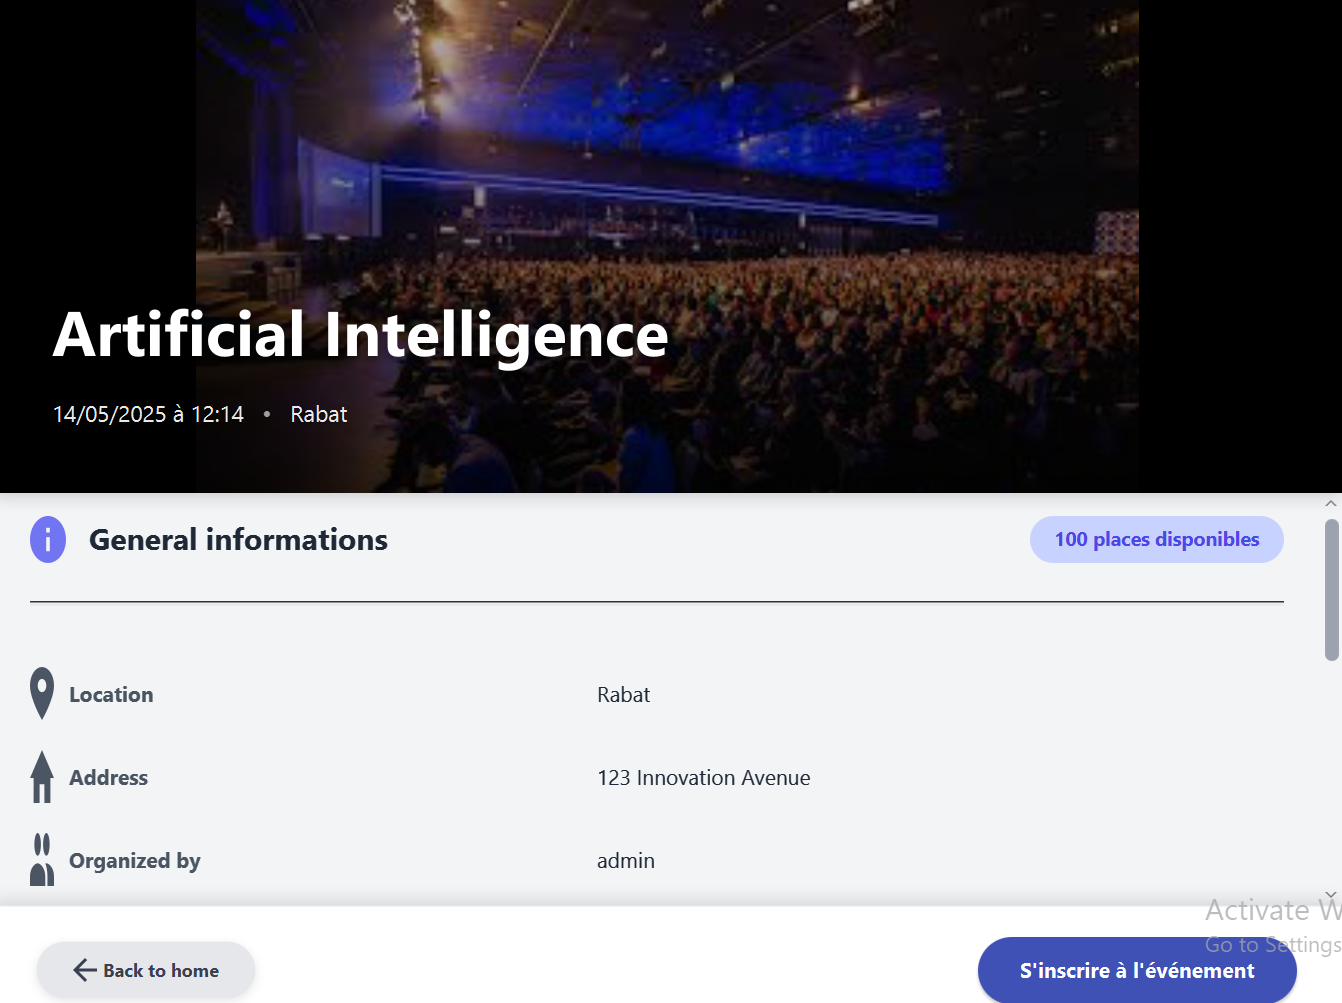 Artificial Intelligence
14/05/2025 à 12:14 • Rabat
General informations
100 places disponibles
Location
Rabat
Address
123 Innovation Avenue
Organized by
admin
Activate W
Go to Settings
Back to home
S'inscrire à l'événement